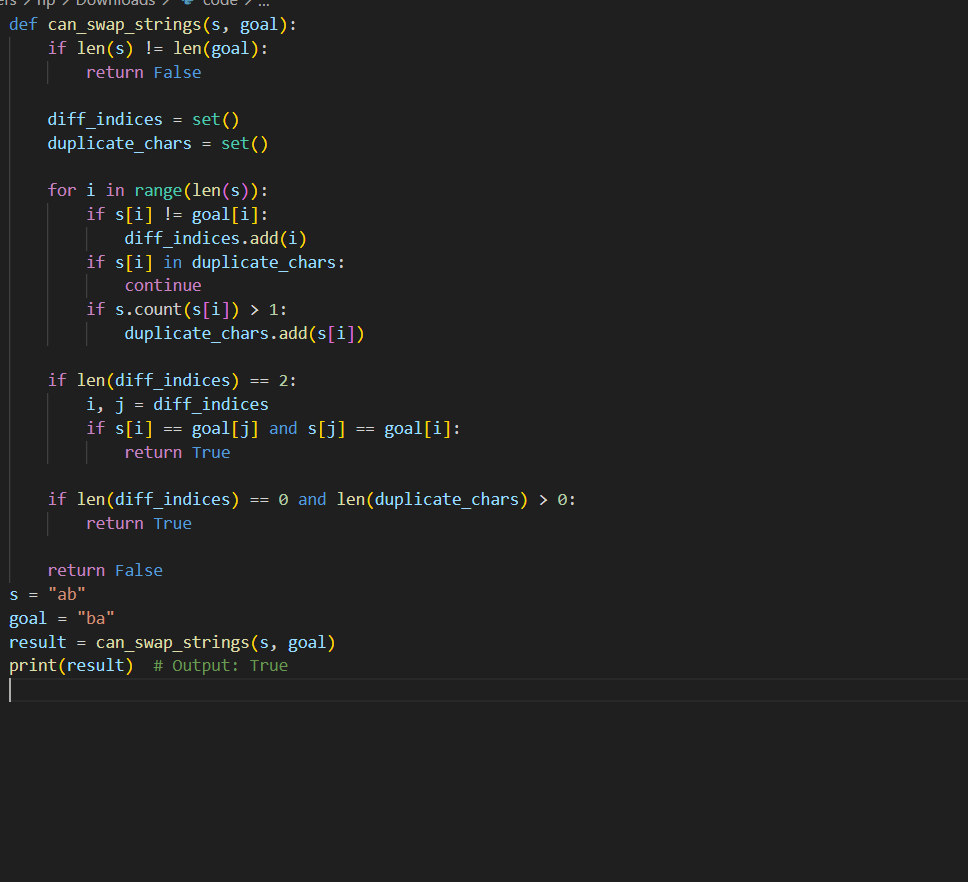 Downloads > code > ...
def can_swap_strings(s, goal):
    if len(s) != len(goal):
        return False

    diff_indices = set()
    duplicate_chars = set()

    for i in range(len(s)):
        if s[i] != goal[i]:
            diff_indices.add(i)
        if s[i] in duplicate_chars:
            continue
        if s.count(s[i]) > 1:
            duplicate_chars.add(s[i])

    if len(diff_indices) == 2:
        i, j = diff_indices
        if s[i] == goal[j] and s[j] == goal[i]:
            return True

    if len(diff_indices) == 0 and len(duplicate_chars) > 0:
        return True

    return False
s = "ab"
goal = "ba"
result = can_swap_strings(s, goal)
print(result)  # Output: True